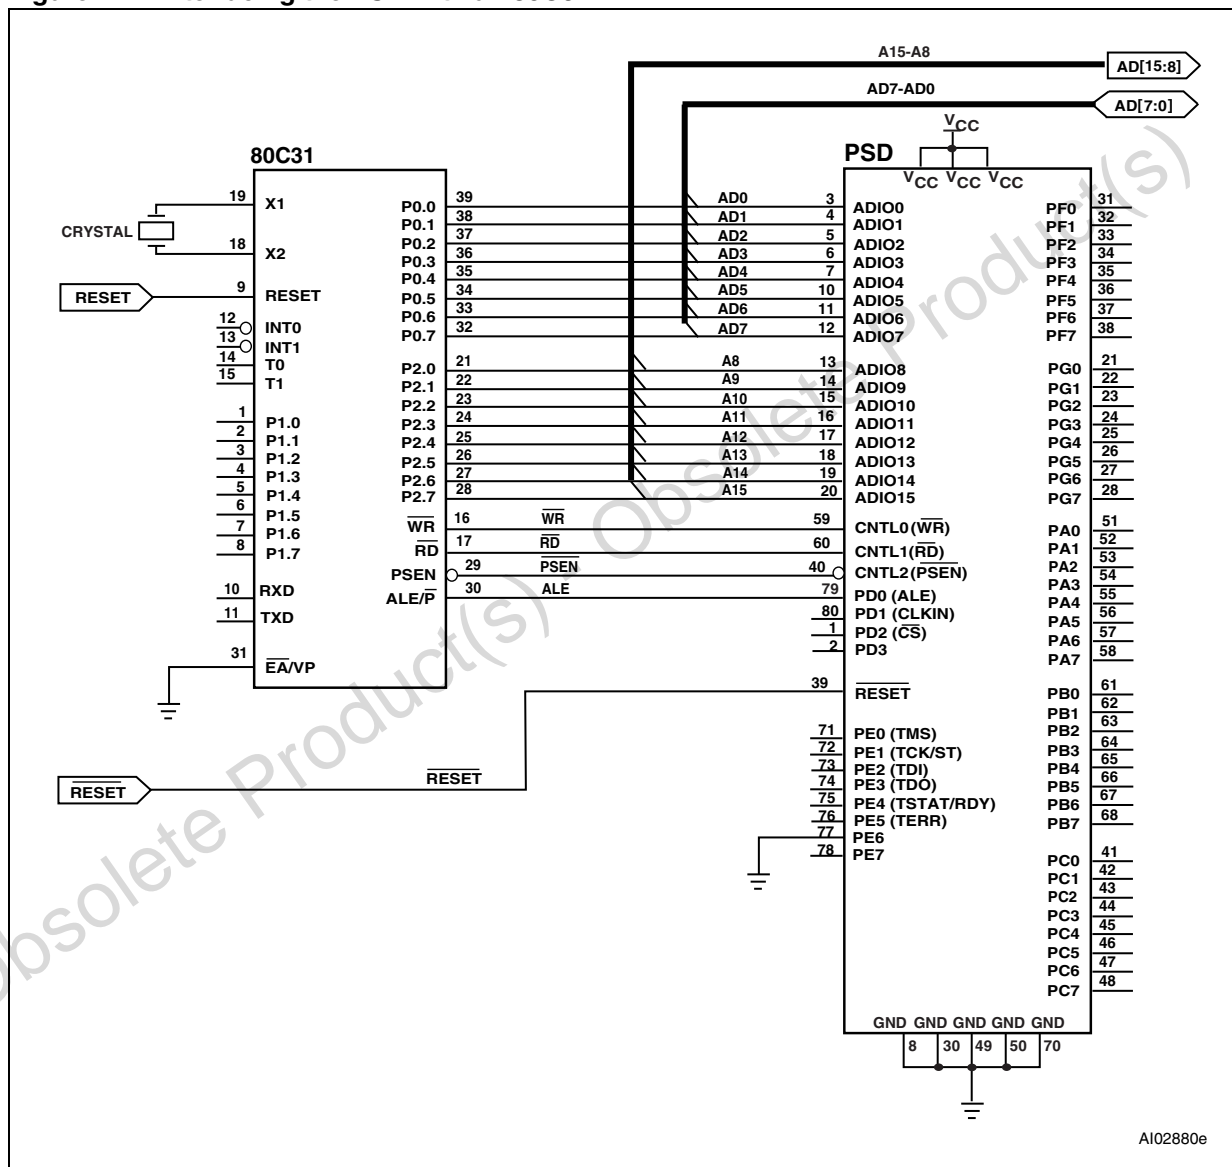 A15-A8
AD[15:8]
AD7-AD0
AD[7:0]
VCC
80C31
PSD
VCC VCC VCC
CRYSTAL
RESET
19 X1
18 X2
9 RESET
12 INT0
13 INT1
14 T0
15 T1
1 P1.0
2 P1.1
3 P1.2
4 P1.3
5 P1.4
6 P1.5
7 P1.6
8 P1.7
10 RXD
11 TXD
31 EA/VP
P0.0 39 AD0 3 ADIO0
P0.1 38 AD1 4 ADIO1
P0.2 37 AD2 5 ADIO2
P0.3 36 AD3 6 ADIO3
P0.4 35 AD4 7 ADIO4
P0.5 34 AD5 10 ADIO5
P0.6 33 AD6 11 ADIO6
P0.7 32 AD7 12 ADIO7
P2.0 21 A8 13 ADIO8
P2.1 22 A9 14 ADIO9
P2.2 23 A10 15 ADIO10
P2.3 24 A11 16 ADIO11
P2.4 25 A12 17 ADIO12
P2.5 26 A13 18 ADIO13
P2.6 27 A14 19 ADIO14
P2.7 28 A15 20 ADIO15
WR 16 WR 59 CNTL0(WR)
RD 17 RD 60 CNTL1(RD)
PSEN 29 PSEN 40 CNTL2(PSEN)
ALE/P 30 ALE 79 PD0 (ALE)
80 PD1 (CLKIN)
1 PD2 (CS)
2 PD3
39 RESET
71 PE0 (TMS)
72 PE1 (TCK/ST)
73 PE2 (TDI)
74 PE3 (TDO)
75 PE4 (TSTAT/RDY)
76 PE5 (TERR)
77 PE6
78 PE7
RESET
RESET
PF0 31
PF1 32
PF2 33
PF3 34
PF4 35
PF5 36
PF6 37
PF7 38
PG0 21
PG1 22
PG2 23
PG3 24
PG4 25
PG5 26
PG6 27
PG7 28
PA0 51
PA1 52
PA2 53
PA3 54
PA4 55
PA5 56
PA6 57
PA7 58
PB0 61
PB1 62
PB2 63
PB3 64
PB4 65
PB5 66
PB6 67
PB7 68
PC0 41
PC1 42
PC2 43
PC3 44
PC4 45
PC5 46
PC6 47
PC7 48
GND GND GND GND GND
8 30 49 50 70
AI02880e
Obsolete Product(s) - Obsolete Product(s)